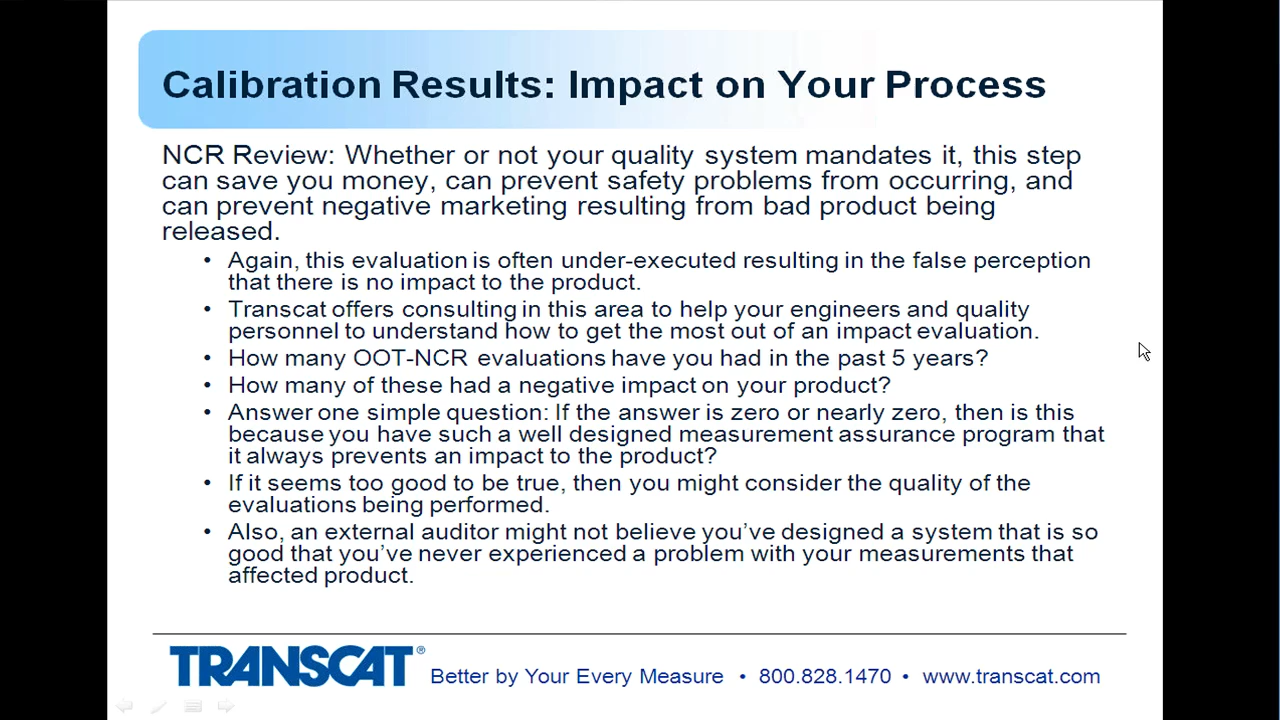 Calibration Results: Impact on Your Process
NCR Review: Whether or not your quality system mandates it, this step
can save you money, can prevent safety problems from occurring, and
can prevent negative marketing resulting from bad product being
released.
• Again, this evaluation is often under-executed resulting in the false perception
that there is no impact to the product.
• Transcat offers consulting in this area to help your engineers and quality
personnel to understand how to get the most out of an impact evaluation.
• How many OOT-NCR evaluations have you had in the past 5 years?
• How many of these had a negative impact on your product?
• Answer one simple question: If the answer is zero or nearly zero, then is this
because you have such a well designed measurement assurance program that
it always prevents an impact to the product?
• If it seems too good to be true, then you might consider the quality of the
evaluations being performed.
• Also, an external auditor might not believe you’ve designed a system that is so
good that you’ve never experienced a problem with your measurements that
affected product.
TRANSCAT® Better by Your Every Measure • 800.828.1470 • www.transcat.com